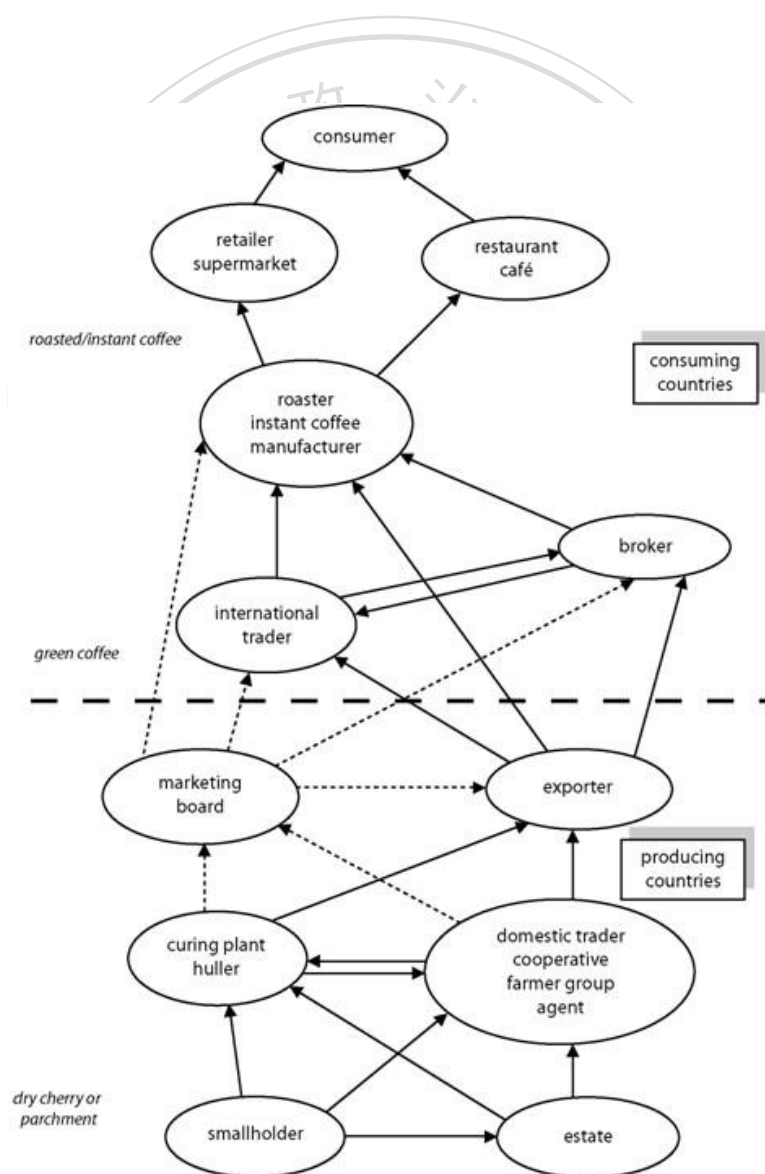 政 治
consumer
retailer
supermarket
restaurant
café
roasted/instant coffee
consuming
countries
roaster
instant coffee
manufacturer
broker
international
trader
green coffee
marketing
board
exporter
producing
countries
curing plant
huller
domestic trader
cooperative
farmer group
agent
dry cherry or
parchment
smallholder
estate